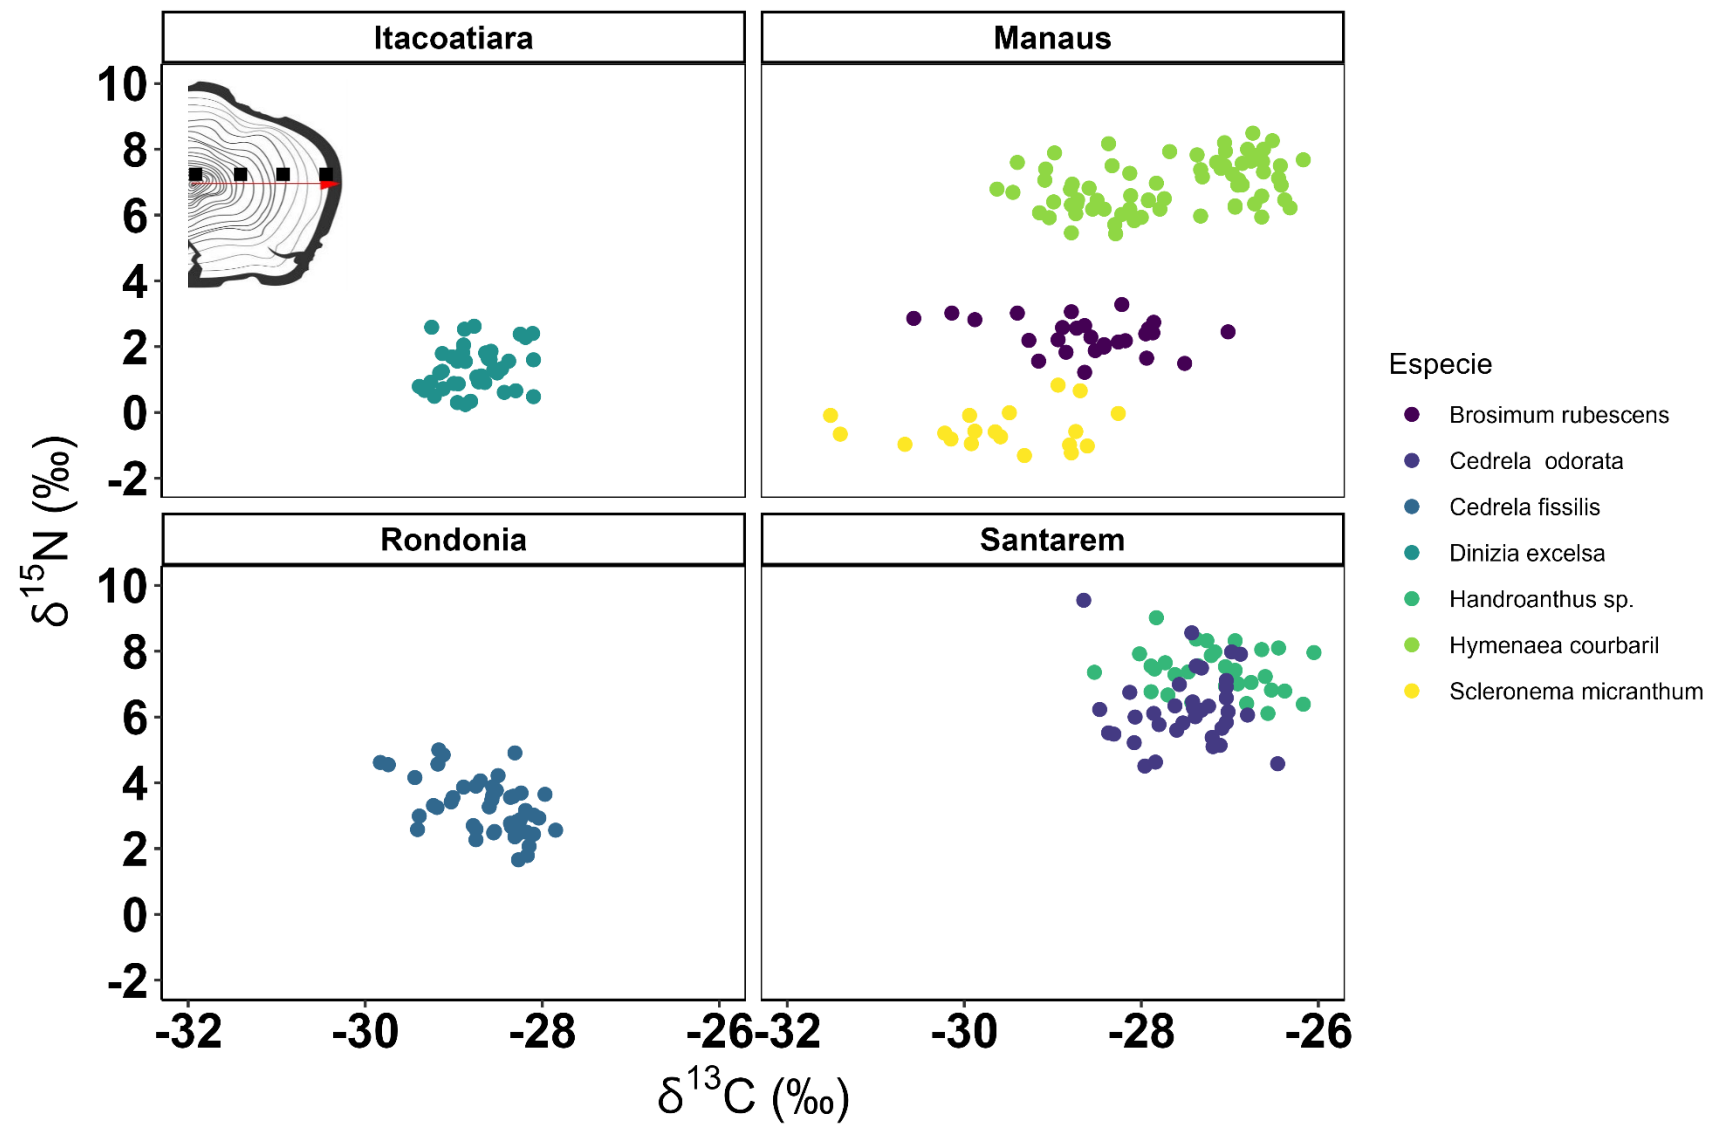 Itacoatiara
Manaus
10
8
6
4
2
0
-2
Rondonia
Santarem
10
8
6
4
2
0
-2
-32
-30
-28
-26
-32
-30
-28
-26
δ¹⁵N (‰)
δ¹³C (‰)
Especie
Brosimum rubescens
Cedrela  odorata
Cedrela fissilis
Dinizia excelsa
Handroanthus sp.
Hymenaea courbaril
Scleronema micranthum